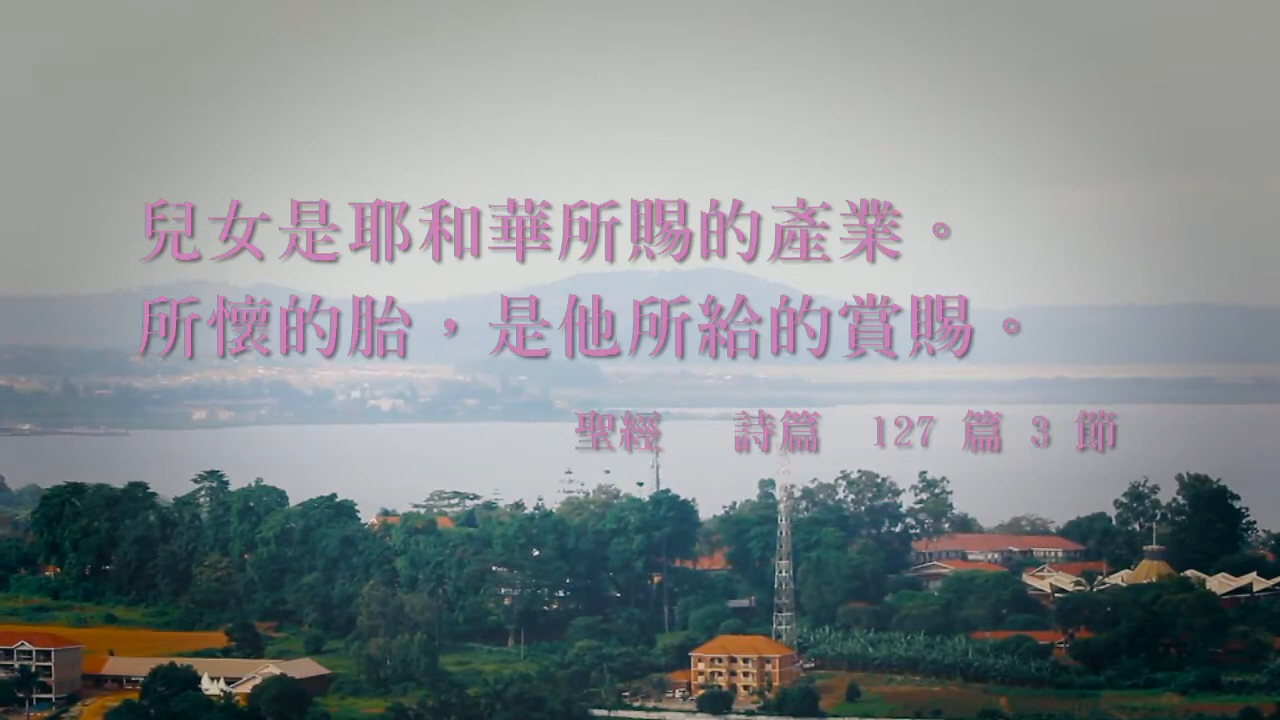 兒女是耶和華所賜的產業。
所懷的胎，是他所給的賞賜。
聖經 詩篇 127 篇 3 節